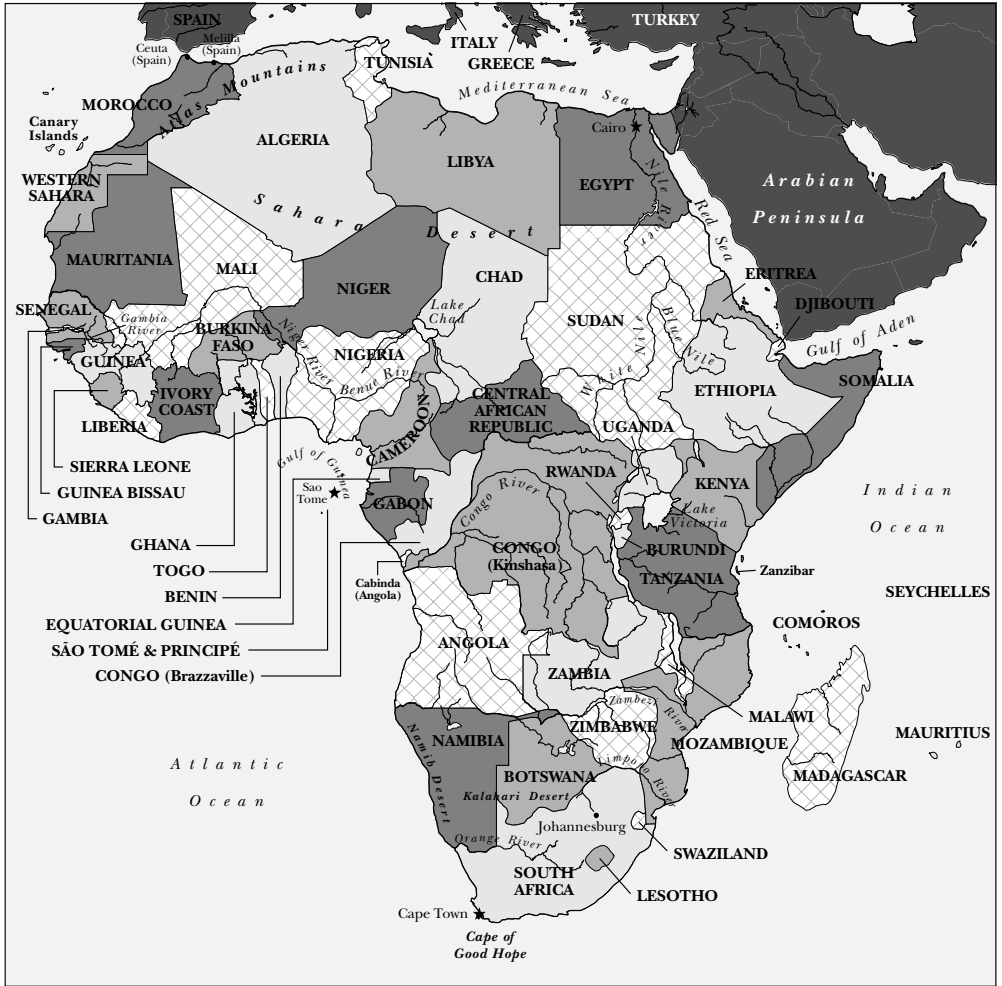 SPAIN
TURKEY
Ceuta
(Spain)
Melilla
(Spain)
ITALY
GREECE
TUNISIA
Atlas Mountains
Mediterranean Sea
MOROCCO
Canary
Islands
Cairo
ALGERIA
LIBYA
EGYPT
Nile River
WESTERN
SAHARA
Arabian
Peninsula
Red Sea
Sahara Desert
MAURITANIA
MALI
NIGER
CHAD
ERITREA
SENEGAL
Gambia
River
BURKINA
FASO
Niger River
Lake
Chad
SUDAN
White Nile
Blue Nile
DJIBOUTI
Gulf of Aden
GUINEA
NIGERIA
Benue River
ETHIOPIA
SOMALIA
IVORY
COAST
LIBERIA
CENTRAL
AFRICAN
REPUBLIC
CAMEROON
UGANDA
SIERRA LEONE
GUINEA BISSAU
GAMBIA
Gulf of Guinea
Sao
Tome
RWANDA
KENYA
Indian
Ocean
GABON
Congo River
Lake
Victoria
GHANA
TOGO
BENIN
CONGO
(Kinshasa)
BURUNDI
TANZANIA
Zanzibar
Cabinda
(Angola)
SEYCHELLES
EQUATORIAL GUINEA
SÃO TOMÉ & PRINCIPÉ
CONGO (Brazzaville)
COMOROS
ANGOLA
ZAMBIA
MALAWI
Zambezi River
ZIMBABWE
MOZAMBIQUE
MAURITIUS
NAMIBIA
Namib Desert
BOTSWANA
Limpopo River
MADAGASCAR
Atlantic
Ocean
Kalahari Desert
Johannesburg
Orange River
SWAZILAND
SOUTH
AFRICA
LESOTHO
Cape Town
Cape of
Good Hope